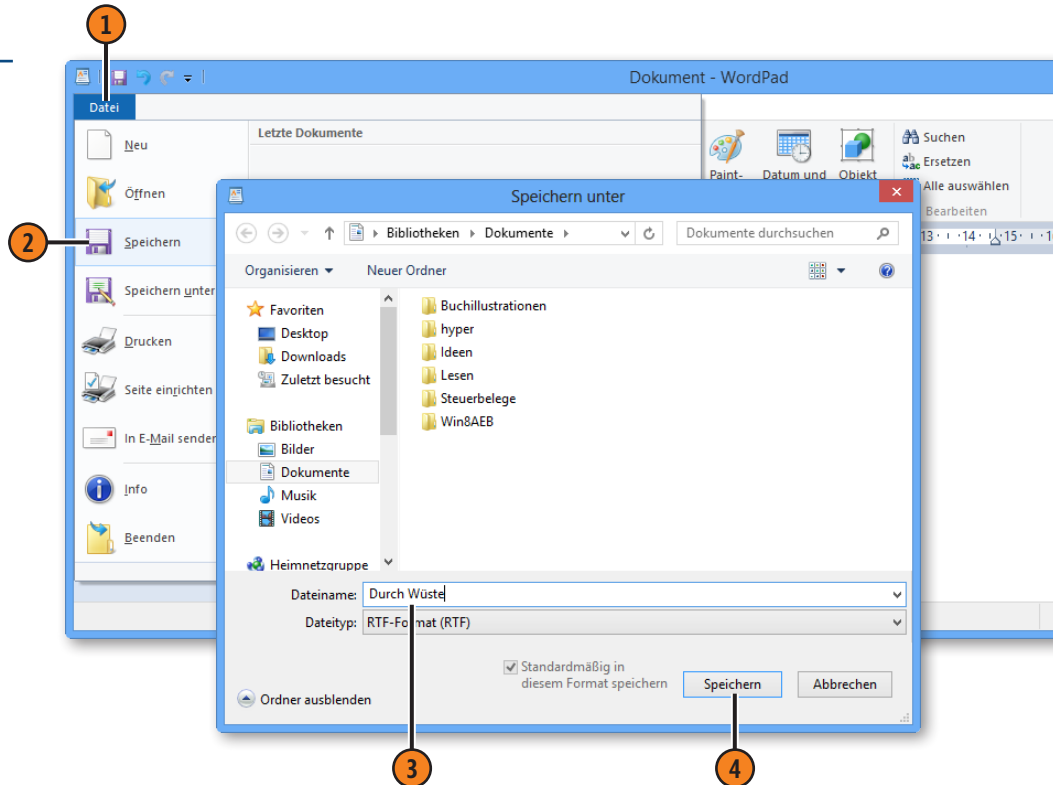 1
Dokument - WordPad
Datei
Letzte Dokumente
Neu
Öffnen
Speichern
Speichern unter
Drucken
Seite einrichten
In E-Mail senden
Info
Beenden
Paint-
Datum und
Objekt
Suchen
Ersetzen
Alle auswählen
Bearbeiten
13 14 15
2
Speichern unter
Bibliotheken Dokumente
Dokumente durchsuchen
Organisieren
Neuer Ordner
Favoriten
Desktop
Downloads
Zuletzt besucht
Bibliotheken
Bilder
Dokumente
Musik
Videos
Heimnetzgruppe
Buchillustrationen
hyper
Ideen
Lesen
Steuerbelege
Win8AEB
Dateiname: Durch Wüste
Dateityp: RTF-Format (RTF)
Standardmäßig in
diesem Format speichern
Speichern
Abbrechen
Ordner ausblenden
3
4